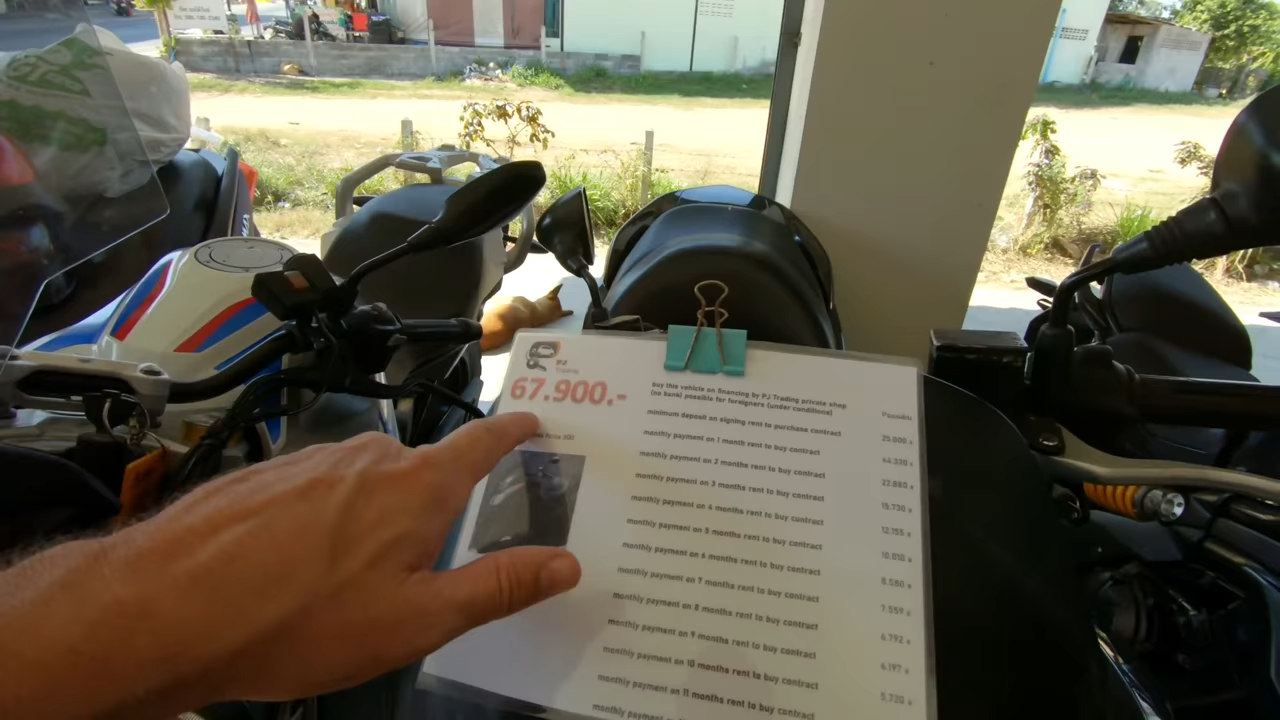 PJ
Trading
67.900.-
buy this vehicle on financing by PJ Trading private shop
(no bank) possible for foreigners (under conditions)
Possible
minimum deposit on signing rent to purchase contract 25.000
monthly payment on 1 month rent to buy contract 44.330
monthly payment on 2 months rent to buy contract 22.880
monthly payment on 3 months rent to buy contract 15.730
monthly payment on 4 months rent to buy contract 12.155
monthly payment on 5 months rent to buy contract 10.010
monthly payment on 6 months rent to buy contract 8.580
monthly payment on 7 months rent to buy contract 7.559
monthly payment on 8 months rent to buy contract 6.792
monthly payment on 9 months rent to buy contract 6.197
monthly payment on 10 months rent to buy contract 5.720
monthly payment on 11 months rent to buy contract
monthly payment